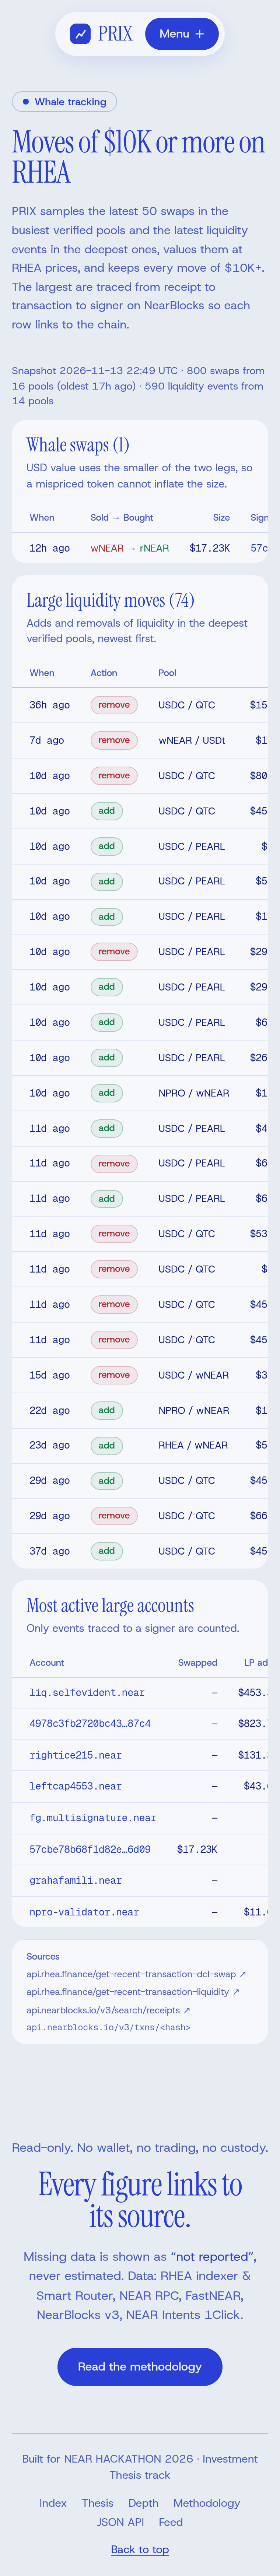 PRIX
Menu +
Whale tracking
Moves of $10K or more on
RHEA
PRIX samples the latest 50 swaps in the
busiest verified pools and the latest liquidity
events in the deepest ones, values them at
RHEA prices, and keeps every move of $10K+.
The largest are traced from receipt to
transaction to signer on NearBlocks so each
row links to the chain.
Snapshot 2026-11-13 22:49 UTC · 800 swaps from
16 pools (oldest 17h ago) · 590 liquidity events from
14 pools
Whale swaps (1)
USD value uses the smaller of the two legs, so
a mispriced token cannot inflate the size.
When Sold → Bought Size
12h ago wNEAR → rNEAR $17.23K
Large liquidity moves (74)
Adds and removals of liquidity in the deepest
verified pools, newest first.
When Action Pool
36h ago remove USDC / QTC
7d ago remove wNEAR / USDt
10d ago remove USDC / QTC
10d ago add USDC / QTC
10d ago add USDC / PEARL
10d ago add USDC / PEARL
10d ago add USDC / PEARL
10d ago remove USDC / PEARL
10d ago add USDC / PEARL
10d ago add USDC / PEARL
10d ago add USDC / PEARL
10d ago add NPRO / wNEAR
11d ago add USDC / PEARL
11d ago remove USDC / PEARL
11d ago add USDC / PEARL
11d ago remove USDC / QTC
11d ago remove USDC / QTC
11d ago remove USDC / QTC
11d ago remove USDC / QTC
15d ago remove USDC / wNEAR
22d ago add NPRO / wNEAR
23d ago add RHEA / wNEAR
29d ago add USDC / QTC
29d ago remove USDC / QTC
37d ago add USDC / QTC
Most active large accounts
Only events traced to a signer are counted.
Account Swapped LP
liq.selfevident.near –
4978c3fb2720bc43…87c4 –
rightice215.near –
leftcap4553.near –
fg.multisignature.near –
57cbe78b68f1d82e…6d09 $17.23K
grahafamili.near –
npro-validator.near –
Sources
api.rhea.finance/get-recent-transaction-dcl-swap ↗
api.rhea.finance/get-recent-transaction-liquidity ↗
api.nearblocks.io/v3/search/receipts ↗
api.nearblocks.io/v3/txns/<hash>
Read-only. No wallet, no trading, no custody.
Every figure links to
its source.
Missing data is shown as “not reported”,
never estimated. Data: RHEA indexer &
Smart Router, NEAR RPC, FastNEAR,
NearBlocks v3, NEAR Intents 1Click.
Read the methodology
Built for NEAR HACKATHON 2026 · Investment
Thesis track
Index Thesis Depth Methodology
JSON API Feed
Back to top